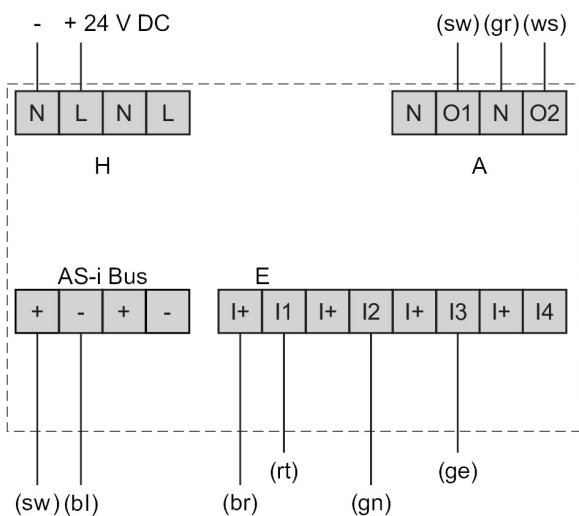 - + 24 V DC (sw) (gr) (ws)
N L N L N O1 N O2
H A
AS-i Bus E
+ - + - I+ I1 I+ I2 I+ I3 I+ I4
(rt) (ge)
(sw) (bl) (br) (gn)